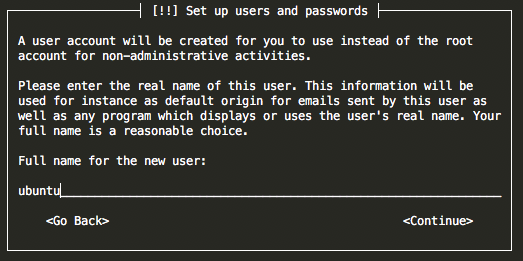 [!!] Set up users and passwords
A user account will be created for you to use instead of the root
account for non-administrative activities.
Please enter the real name of this user. This information will be
used for instance as default origin for emails sent by this user as
well as any program which displays or uses the user's real name. Your
full name is a reasonable choice.
Full name for the new user:
ubuntu
<Go Back> <Continue>